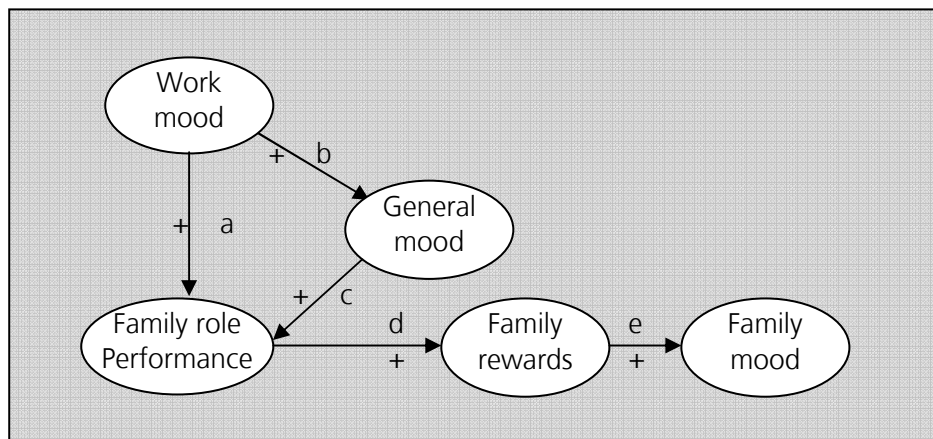 Work
mood
+ b
General
mood
+ a
+ c
Family role
Performance
d
+
Family
rewards
e
+
Family
mood